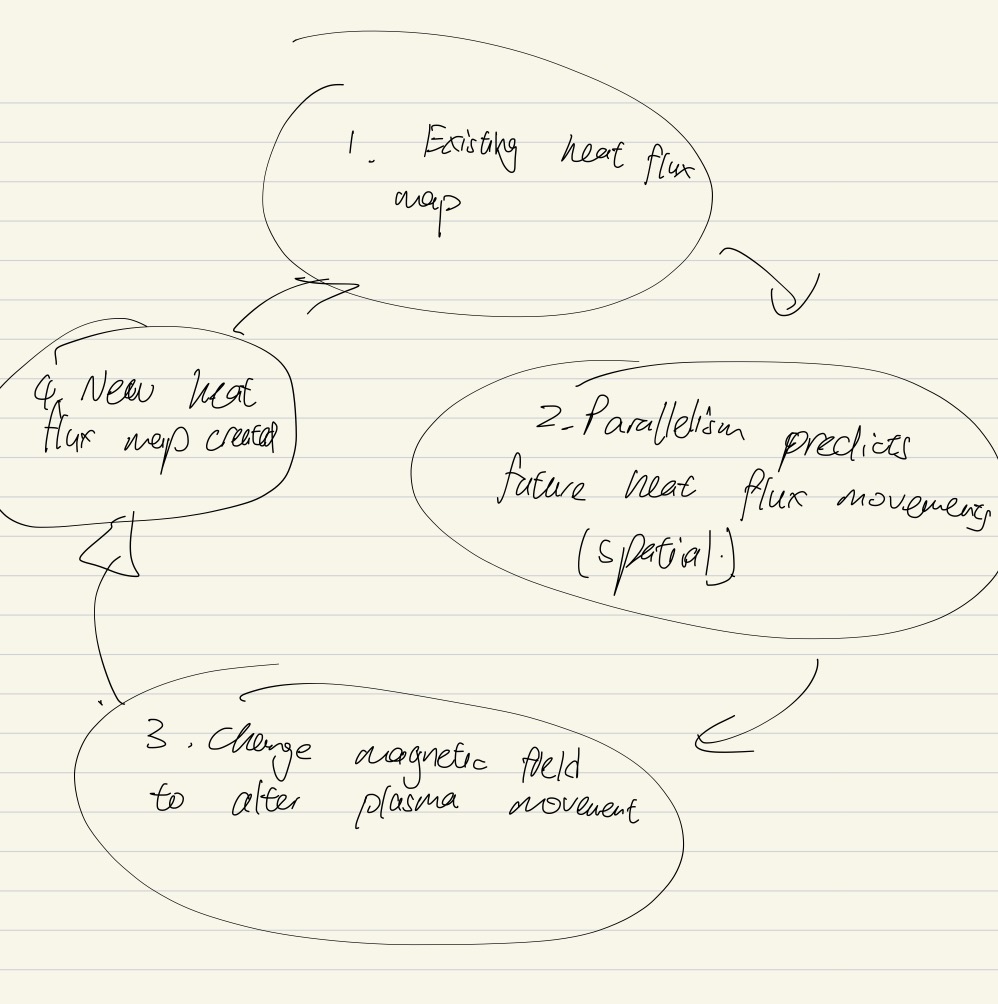 1. Existing heat flux
map
2. Parallelism predicts
future heat flux movements
(spatial.)
3. Change magnetic field
to alter plasma movement
4. New heat
flux map created